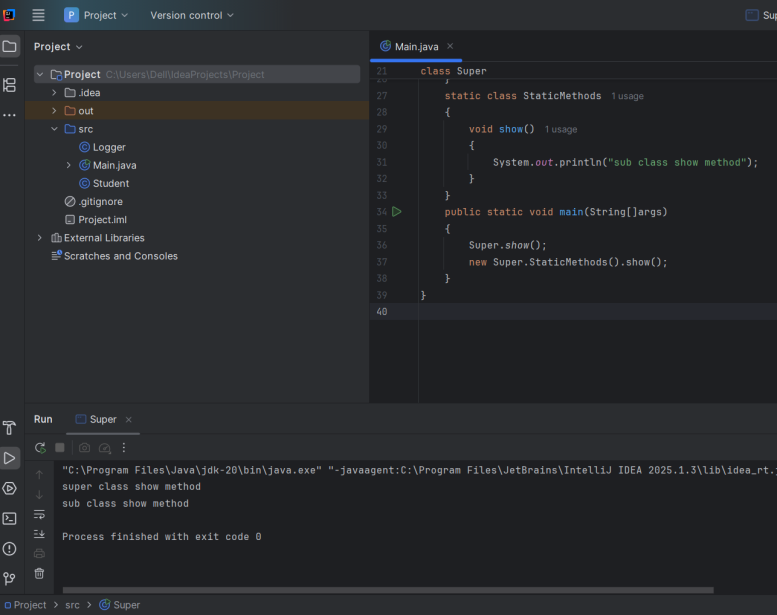 P Project Version control Super
Project
Project C:\Users\Dell\IdeaProjects\Project
.idea
out
src
Logger
Main.java
Student
.gitignore
Project.iml
External Libraries
Scratches and Consoles
Main.java
21 class Super
27 static class StaticMethods 1 usage
28 {
29 void show() 1 usage
30 {
31 System.out.println("sub class show method");
32 }
33 }
34 public static void main(String[]args)
35 {
36 Super.show();
37 new Super.StaticMethods().show();
38 }
39 }
40
Run Super
"C:\Program Files\Java\jdk-20\bin\java.exe" "-javaagent:C:\Program Files\JetBrains\IntelliJ IDEA 2025.1.3\lib\idea_rt.
super class show method
sub class show method
Process finished with exit code 0
Project > src > Super